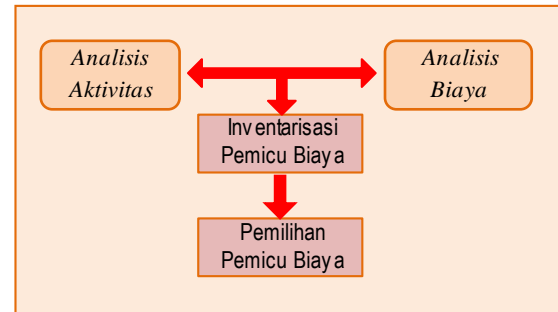 Analisis
Aktivitas
Analisis
Biaya
Inventarisasi
Pemicu Biaya
Pemilihan
Pemicu Biaya